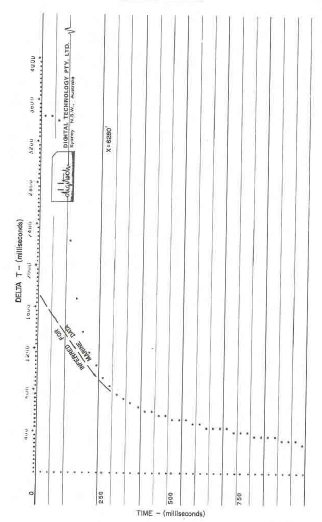 DELTA T - (milliseconds)
0
400
800
1200
1600
2000
2400
2800
3200
3600
4000
DIGITAL TECHNOLOGY PTY. LTD.
Sydney N.S.W., Australia
X=6280'
INFERRED FOR
MARINE DATA
250
500
750
TIME - (milliseconds)